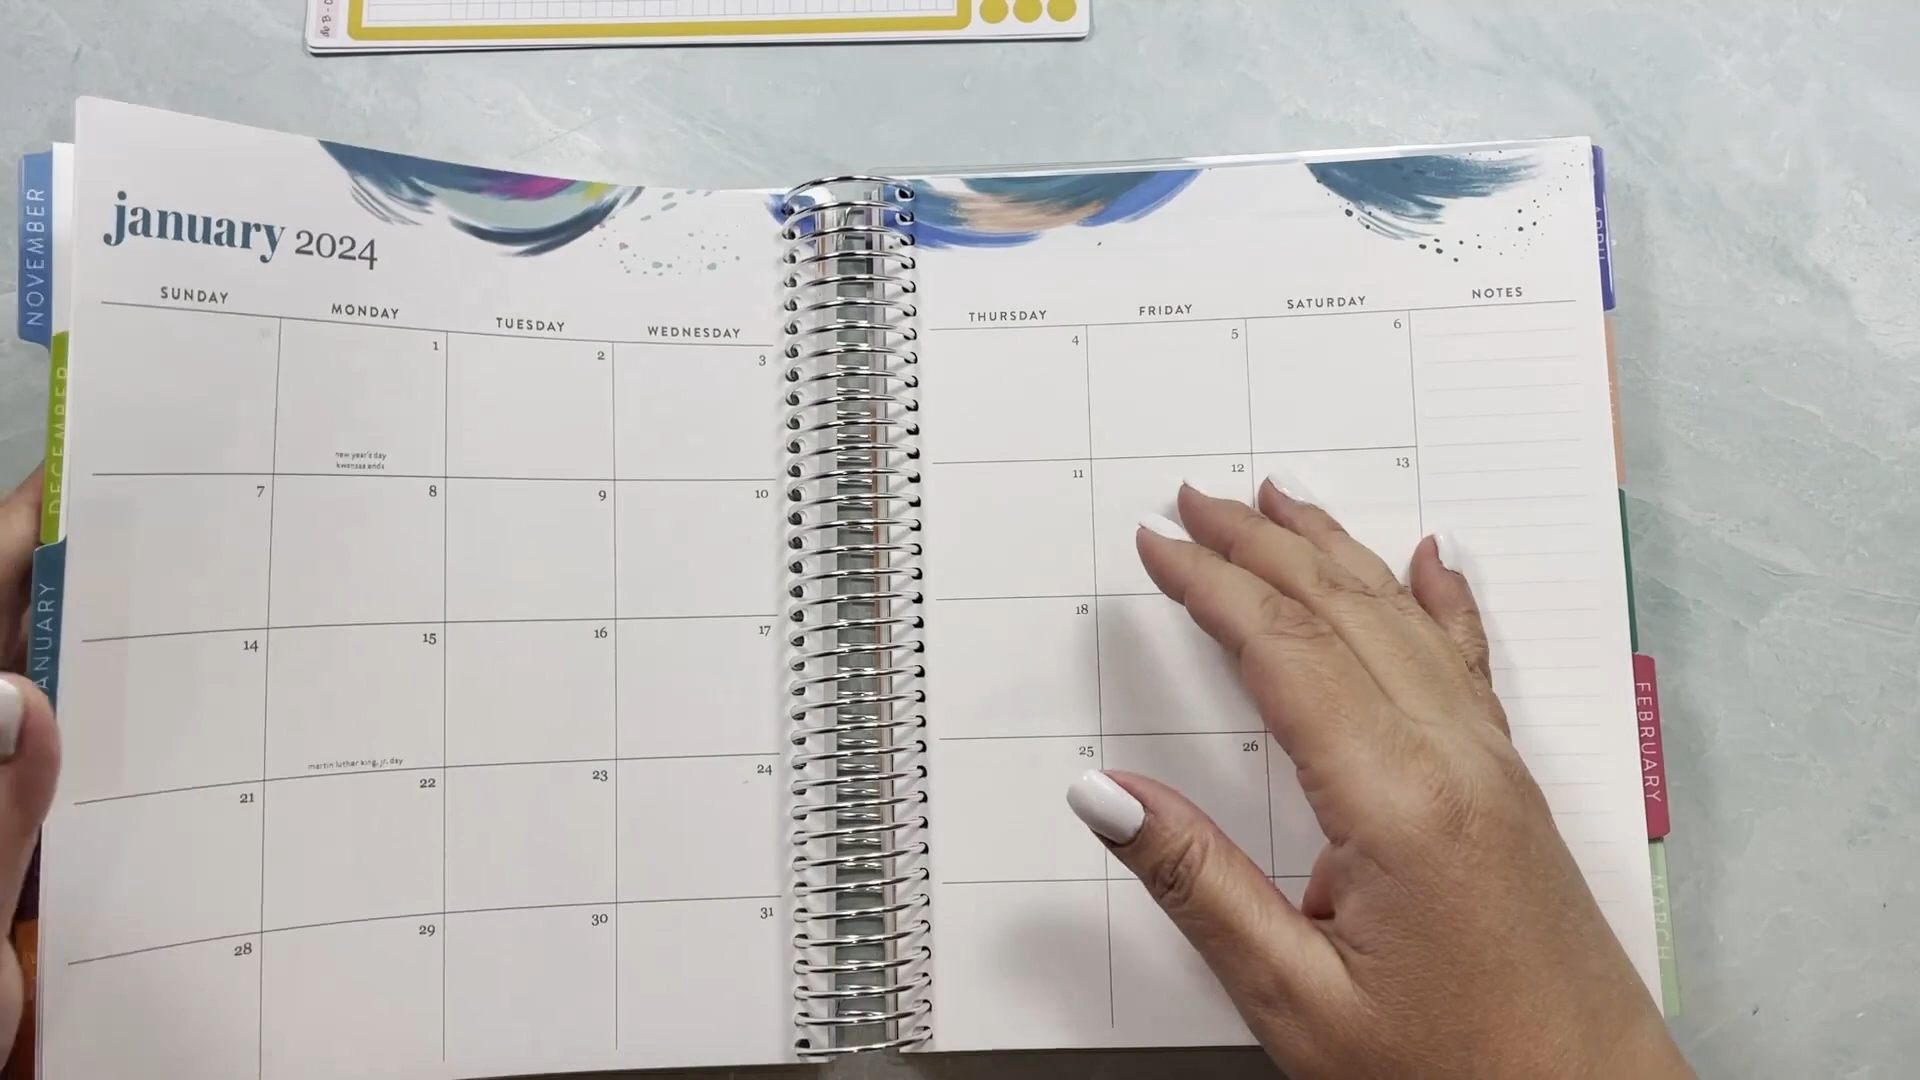 january 2024
SUNDAY MONDAY TUESDAY WEDNESDAY THURSDAY FRIDAY SATURDAY NOTES
1 2 3 4 5 6
new year's day
kwanzaa ends
7 8 9 10 11 12 13
14 15 16 17 18
martin luther king, jr. day
21 22 23 24 25 26
28 29 30 31
NOVEMBER
DECEMBER
ANUARY
APRIL
FEBRUARY
MARCH